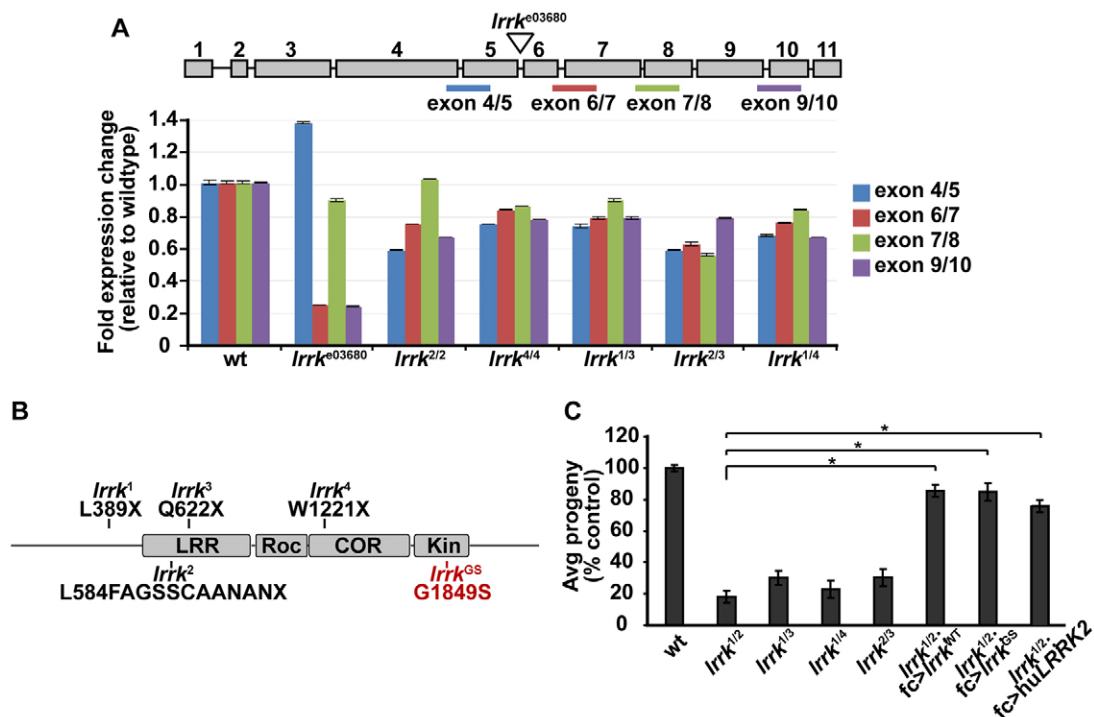 A
lrrk^e03680
1 2 3 4 5 6 7 8 9 10 11
exon 4/5 exon 6/7 exon 7/8 exon 9/10
Fold expression change
(relative to wildtype)
1.4
1.2
1.0
0.8
0.6
0.4
0.2
0
wt lrrk^e03680 lrrk^2/2 lrrk^4/4 lrrk^1/3 lrrk^2/3 lrrk^1/4
exon 4/5
exon 6/7
exon 7/8
exon 9/10
B
lrrk^1 lrrk^3 lrrk^4
L389X Q622X W1221X
LRR Roc COR Kin
lrrk^2 lrrk^GS
L584FAGSSCAANANX G1849S
C
Avg progeny
(% control)
120
100
80
60
40
20
0
* 
*
*
wt
lrrk^1/2
lrrk^1/3
lrrk^1/4
lrrk^2/3
lrrk^1/2;
fc>lrrk^WT
lrrk^1/2;
fc>lrrk^GS
lrrk^1/2;
fc>huLRRK2